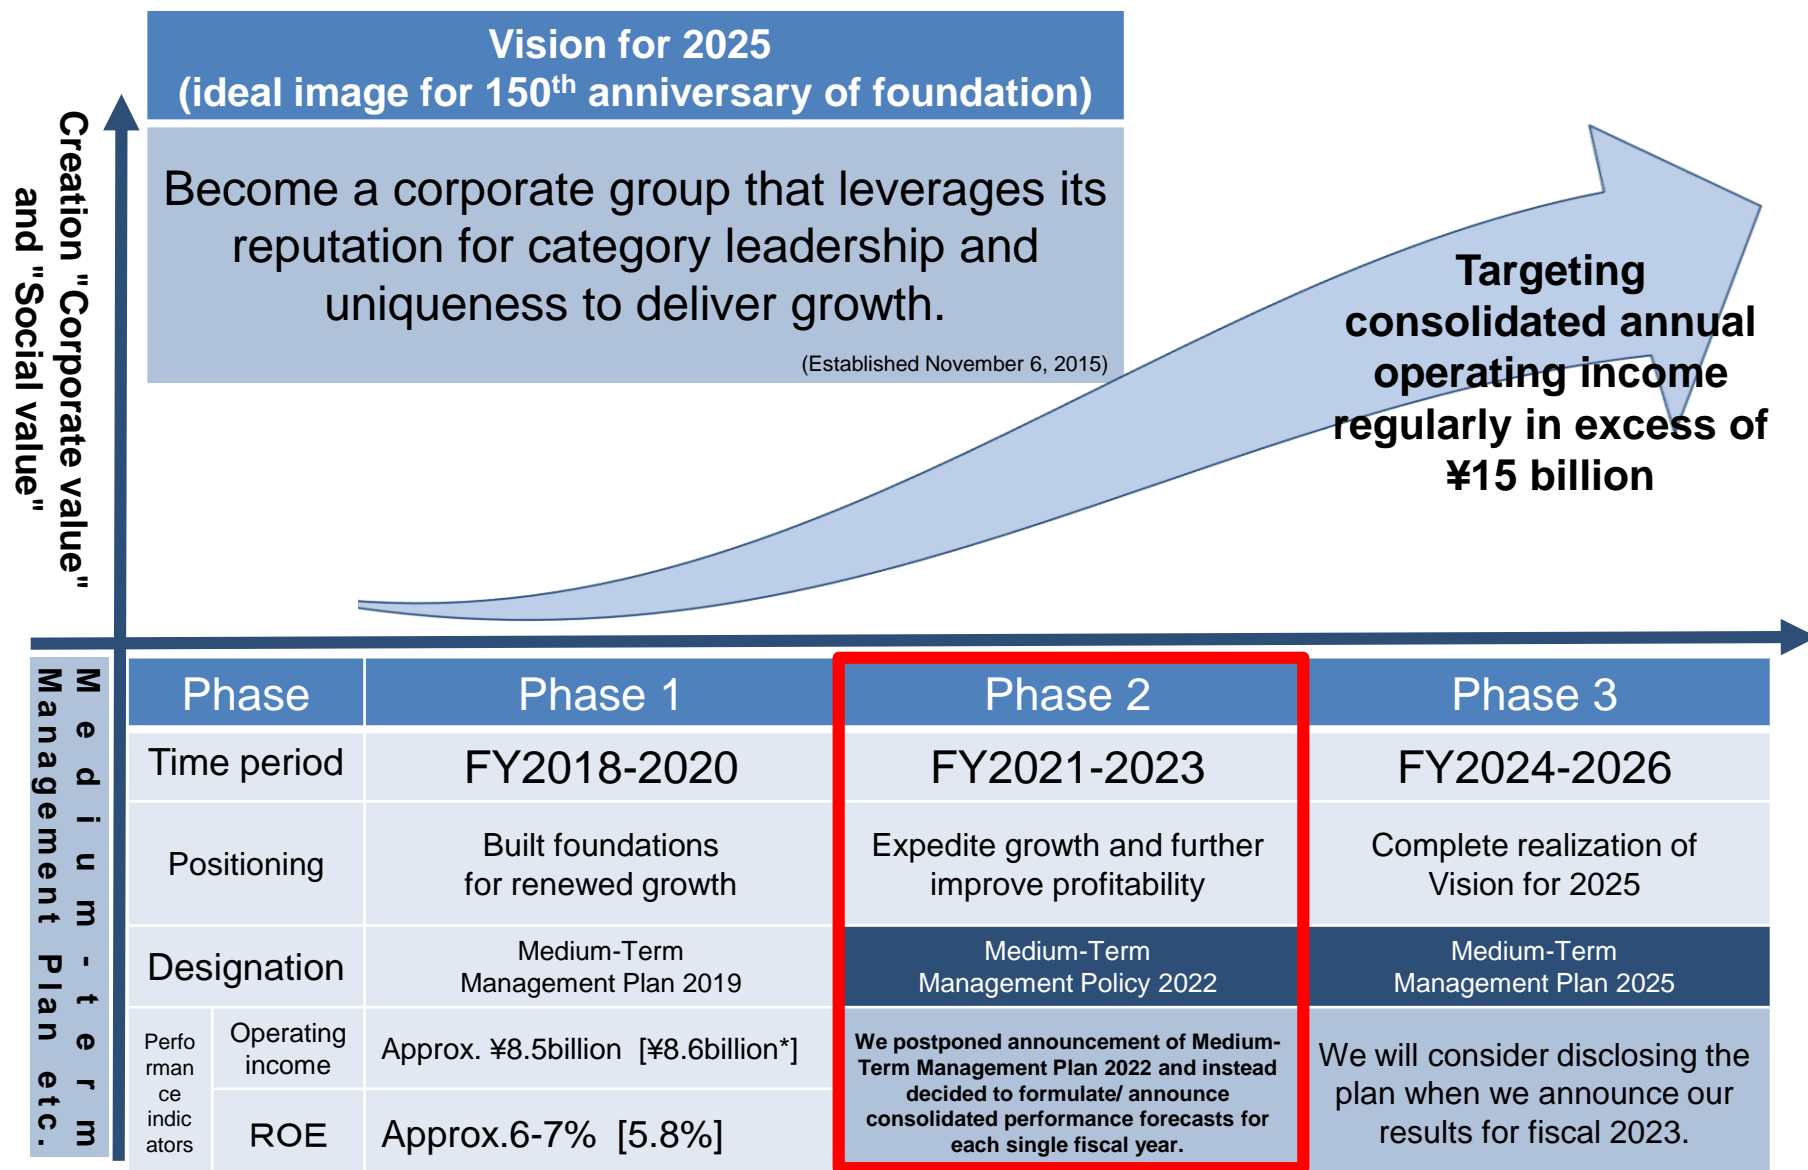 Vision for 2025
(ideal image for 150th anniversary of foundation)
Become a corporate group that leverages its
reputation for category leadership and
uniqueness to deliver growth.
(Established November 6, 2015)
Creation "Corporate value"
and "Social value"
Targeting
consolidated annual
operating income
regularly in excess of
¥15 billion
Medium-term
Management Plan etc.
Phase
Phase 1
Phase 2
Phase 3
Time period
FY2018-2020
FY2021-2023
FY2024-2026
Positioning
Built foundations
for renewed growth
Expedite growth and further
improve profitability
Complete realization of
Vision for 2025
Designation
Medium-Term
Management Plan 2019
Medium-Term
Management Policy 2022
Medium-Term
Management Plan 2025
Perfo
rman
ce
indic
ators
Operating
income
Approx. ¥8.5billion [¥8.6billion*]
ROE
Approx.6-7% [5.8%]
We postponed announcement of Medium-
Term Management Plan 2022 and instead
decided to formulate/ announce
consolidated performance forecasts for
each single fiscal year.
We will consider disclosing the
plan when we announce our
results for fiscal 2023.